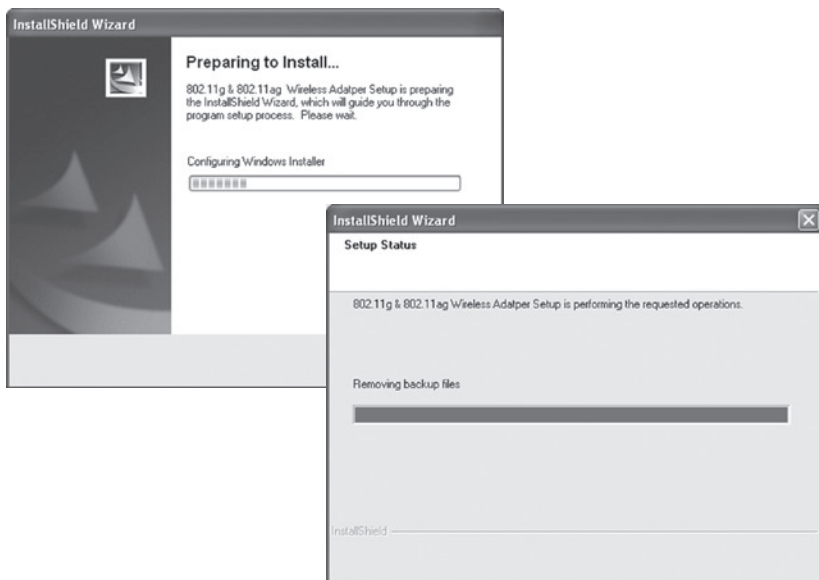 InstallShield Wizard
Preparing to Install...
802.11g & 802.11ag Wireless Adatper Setup is preparing
the InstallShield Wizard, which will guide you through the
program setup process. Please wait.
Configuring Windows Installer
InstallShield Wizard
Setup Status
802.11g & 802.11ag Wireless Adatper Setup is performing the requested operations.
Removing backup files
InstallShield